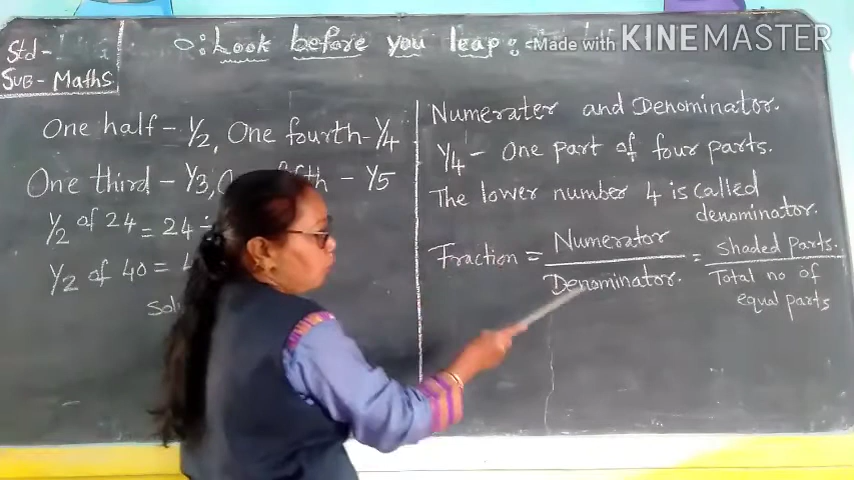 Std-
SUB- Maths
Look before you leap:
Made with KINEMASTER
One half - 1/2, One fourth - 1/4
One third - 1/3, - 1/5
1/2 of 24 = 24 ÷
1/2 of 40 =
Numerater and Denominator.
1/4 - One part of four parts.
The lower number 4 is called
denominator.
Fraction = Numerator = Shaded parts.
Denominator. Total no of
equal parts